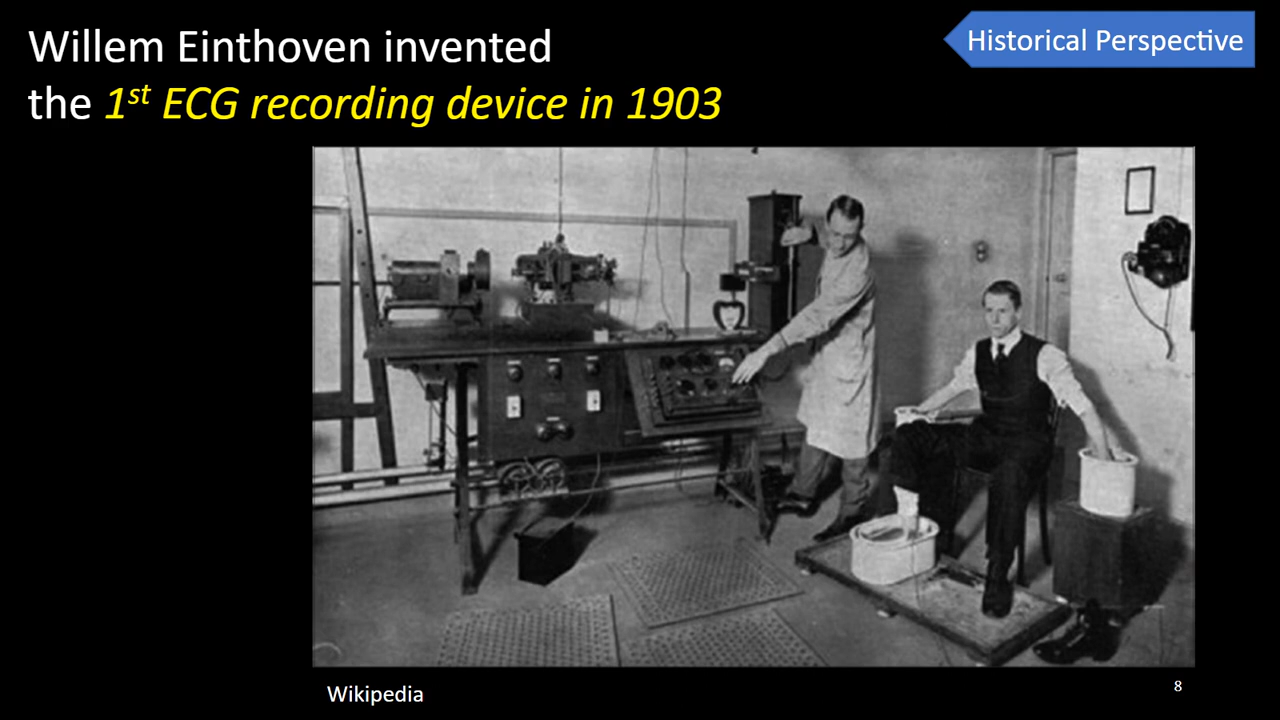 Willem Einthoven invented
the 1st ECG recording device in 1903
Historical Perspective
Wikipedia
8